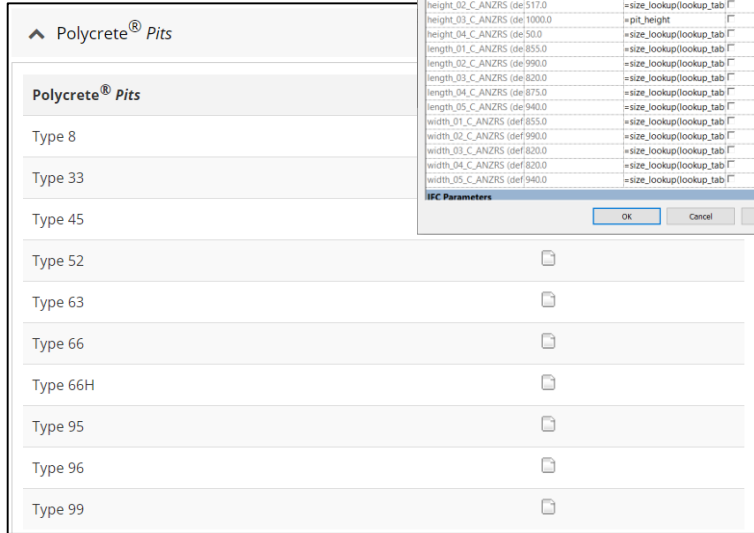 Polycrete® Pits
Polycrete® Pits
Type 8
Type 33
Type 45
Type 52
Type 63
Type 66
Type 66H
Type 95
Type 96
Type 99
height_02_C_ANZRS (de 517.0 =size_lookup(lookup_tab
height_03_C_ANZRS (de 1000.0 =pit_height
height_04_C_ANZRS (de 50.0 =size_lookup(lookup_tab
length_01_C_ANZRS (de 855.0 =size_lookup(lookup_tab
length_02_C_ANZRS (de 990.0 =size_lookup(lookup_tab
length_03_C_ANZRS (de 820.0 =size_lookup(lookup_tab
length_04_C_ANZRS (de 875.0 =size_lookup(lookup_tab
length_05_C_ANZRS (de 940.0 =size_lookup(lookup_tab
width_01_C_ANZRS (def 855.0 =size_lookup(lookup_tab
width_02_C_ANZRS (def 990.0 =size_lookup(lookup_tab
width_03_C_ANZRS (def 820.0 =size_lookup(lookup_tab
width_04_C_ANZRS (def 820.0 =size_lookup(lookup_tab
width_05_C_ANZRS (def 940.0 =size_lookup(lookup_tab
IFC Parameters
OK Cancel